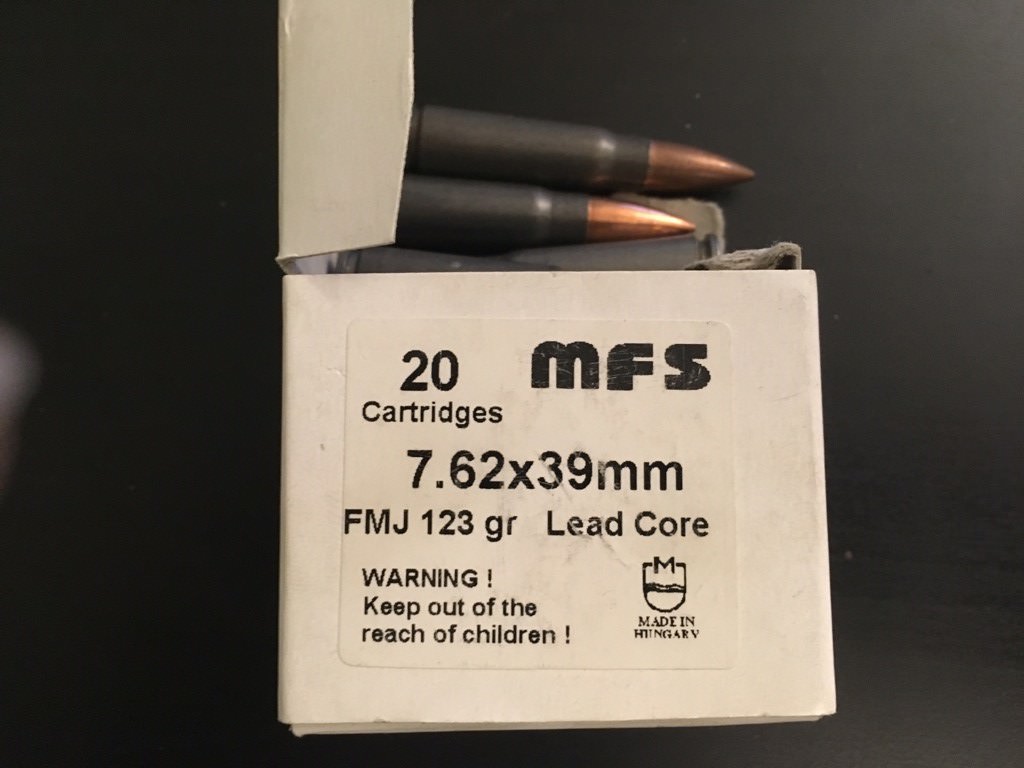 20
MFS
Cartridges
7.62x39mm
FMJ 123 gr Lead Core
WARNING !
Keep out of the
reach of children !
M
MADE IN
HUNGARY